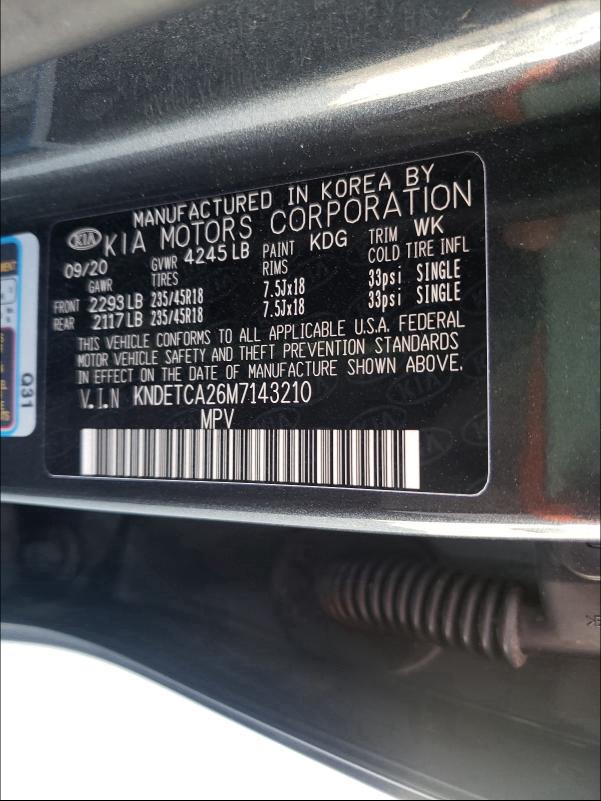 MANUFACTURED IN KOREA BY
KIA KIA MOTORS CORPORATION
09/20 GVWR 4245 LB PAINT KDG TRIM WK
GAWR TIRES RIMS COLD TIRE INFL
FRONT 2293 LB 235/45R18 7.5Jx18 33psi SINGLE
REAR 2117 LB 235/45R18 7.5Jx18 33psi SINGLE
THIS VEHICLE CONFORMS TO ALL APPLICABLE U.S.A. FEDERAL
MOTOR VEHICLE SAFETY AND THEFT PREVENTION STANDARDS
IN EFFECT ON THE DATE OF MANUFACTURE SHOWN ABOVE.
V.I.N KNDETCA26M7143210
MPV
Q31